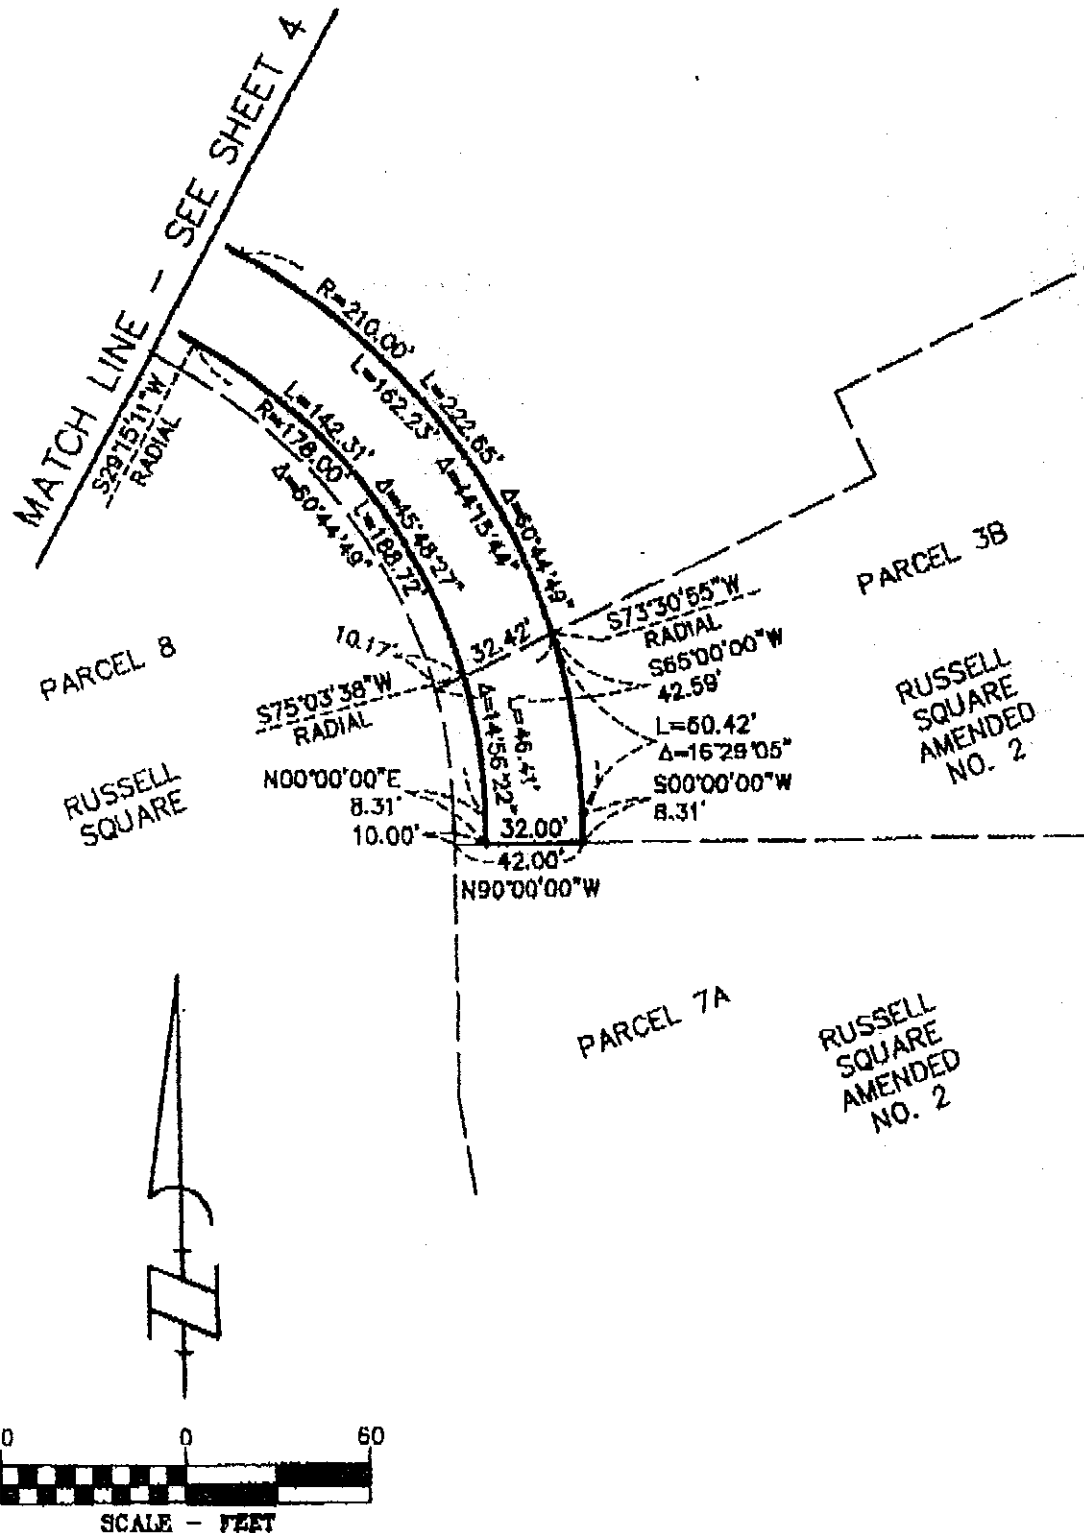 MATCH LINE - SEE SHEET 4
R=210.00'
L=222.65'
Δ=60°44'49"
L=162.23'
Δ=44°15'44"
L=142.31'
Δ=45°48'27"
R=178.00'
L=188.72'
Δ=60°44'49"
S29°15'11"W
RADIAL
PARCEL 3B
S73°30'55"W
RADIAL
S65°00'00"W
42.59'
32.42'
10.17'
PARCEL 8
S75°03'38"W
RADIAL
RUSSELL
SQUARE
AMENDED
NO. 2
L=60.42'
Δ=16°29'05"
L=46.41'
Δ=14°56'22"
N00°00'00"E
8.31'
S00°00'00"W
8.31'
RUSSELL
SQUARE
10.00'
32.00'
42.00'
N90°00'00"W
PARCEL 7A
RUSSELL
SQUARE
AMENDED
NO. 2
0
0
60
SCALE - FEET